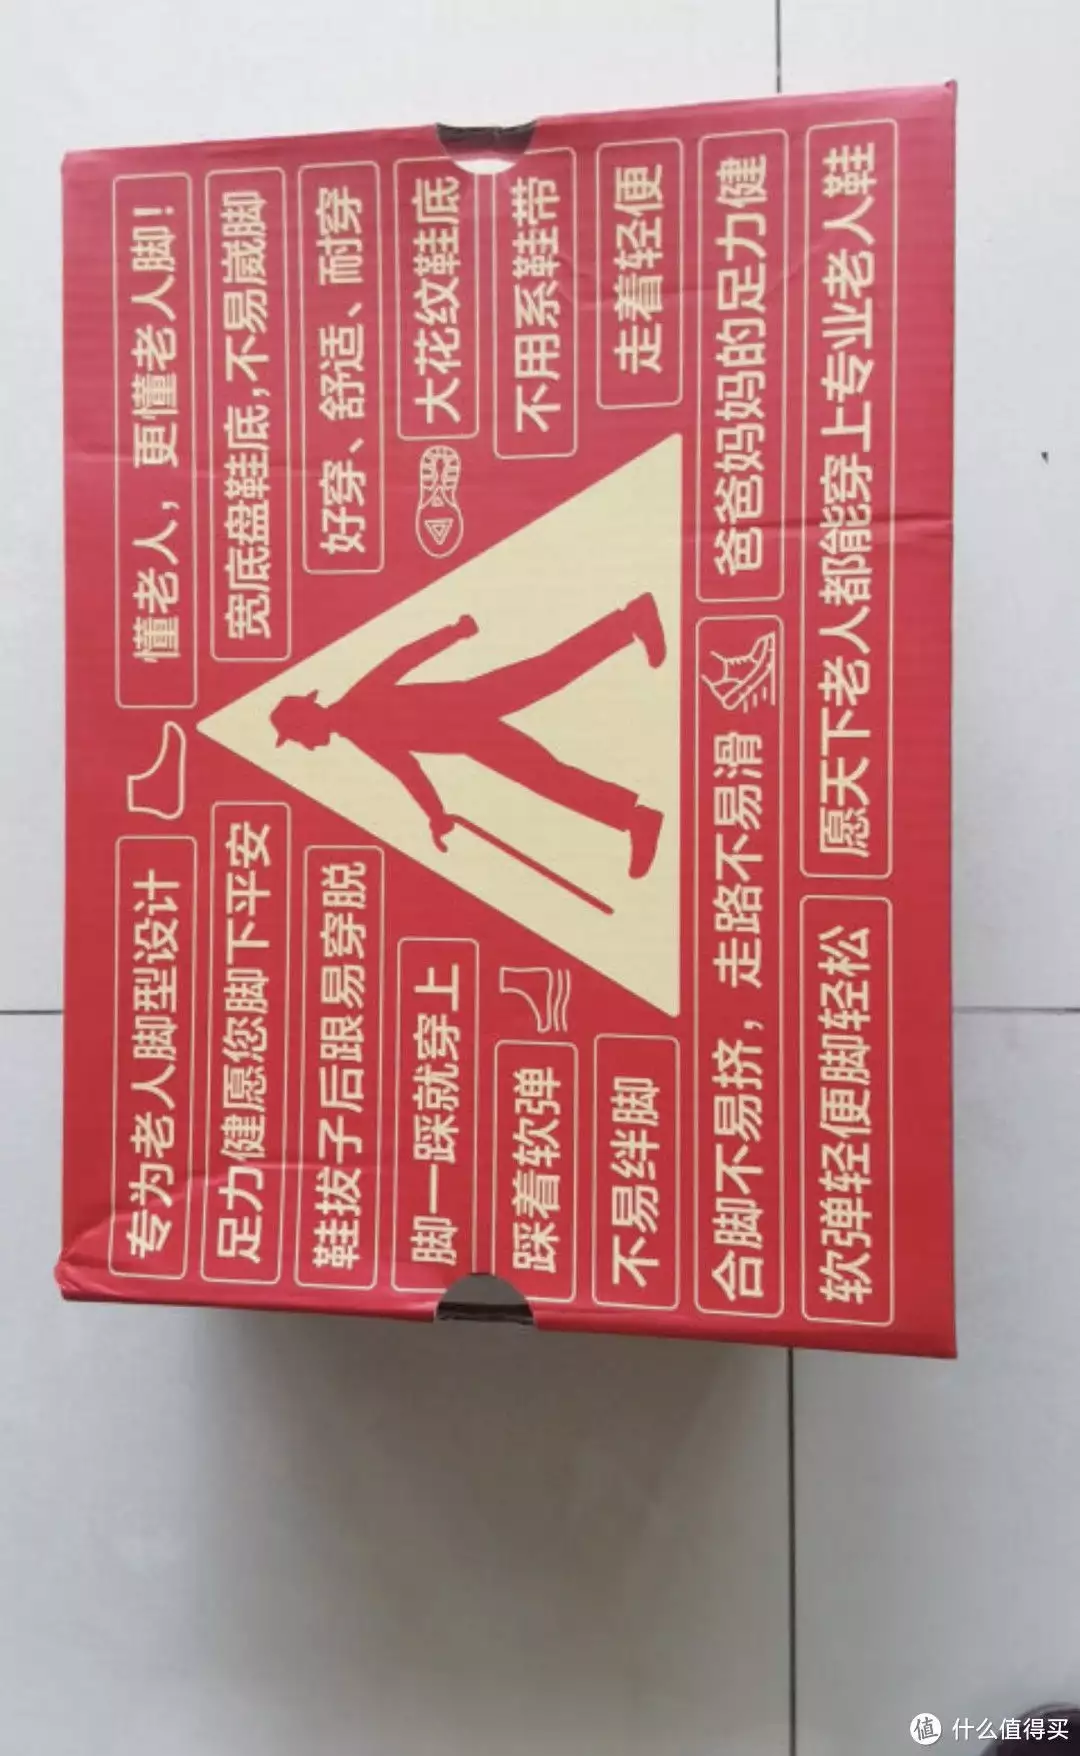 专为老人脚型设计
懂老人，更懂老人脚！
足力健愿您脚下平安
宽底盘鞋底，不易崴脚
鞋拔子后跟易穿脱
好穿、舒适、耐穿
脚一踩就穿上
大花纹鞋底
踩着软弹
不用系鞋带
不易绊脚
走着轻便
合脚不易挤，走路不易滑
爸爸妈妈的足力健
软弹轻便脚轻松
愿天下老人都能穿上专业老人鞋
值 什么值得买